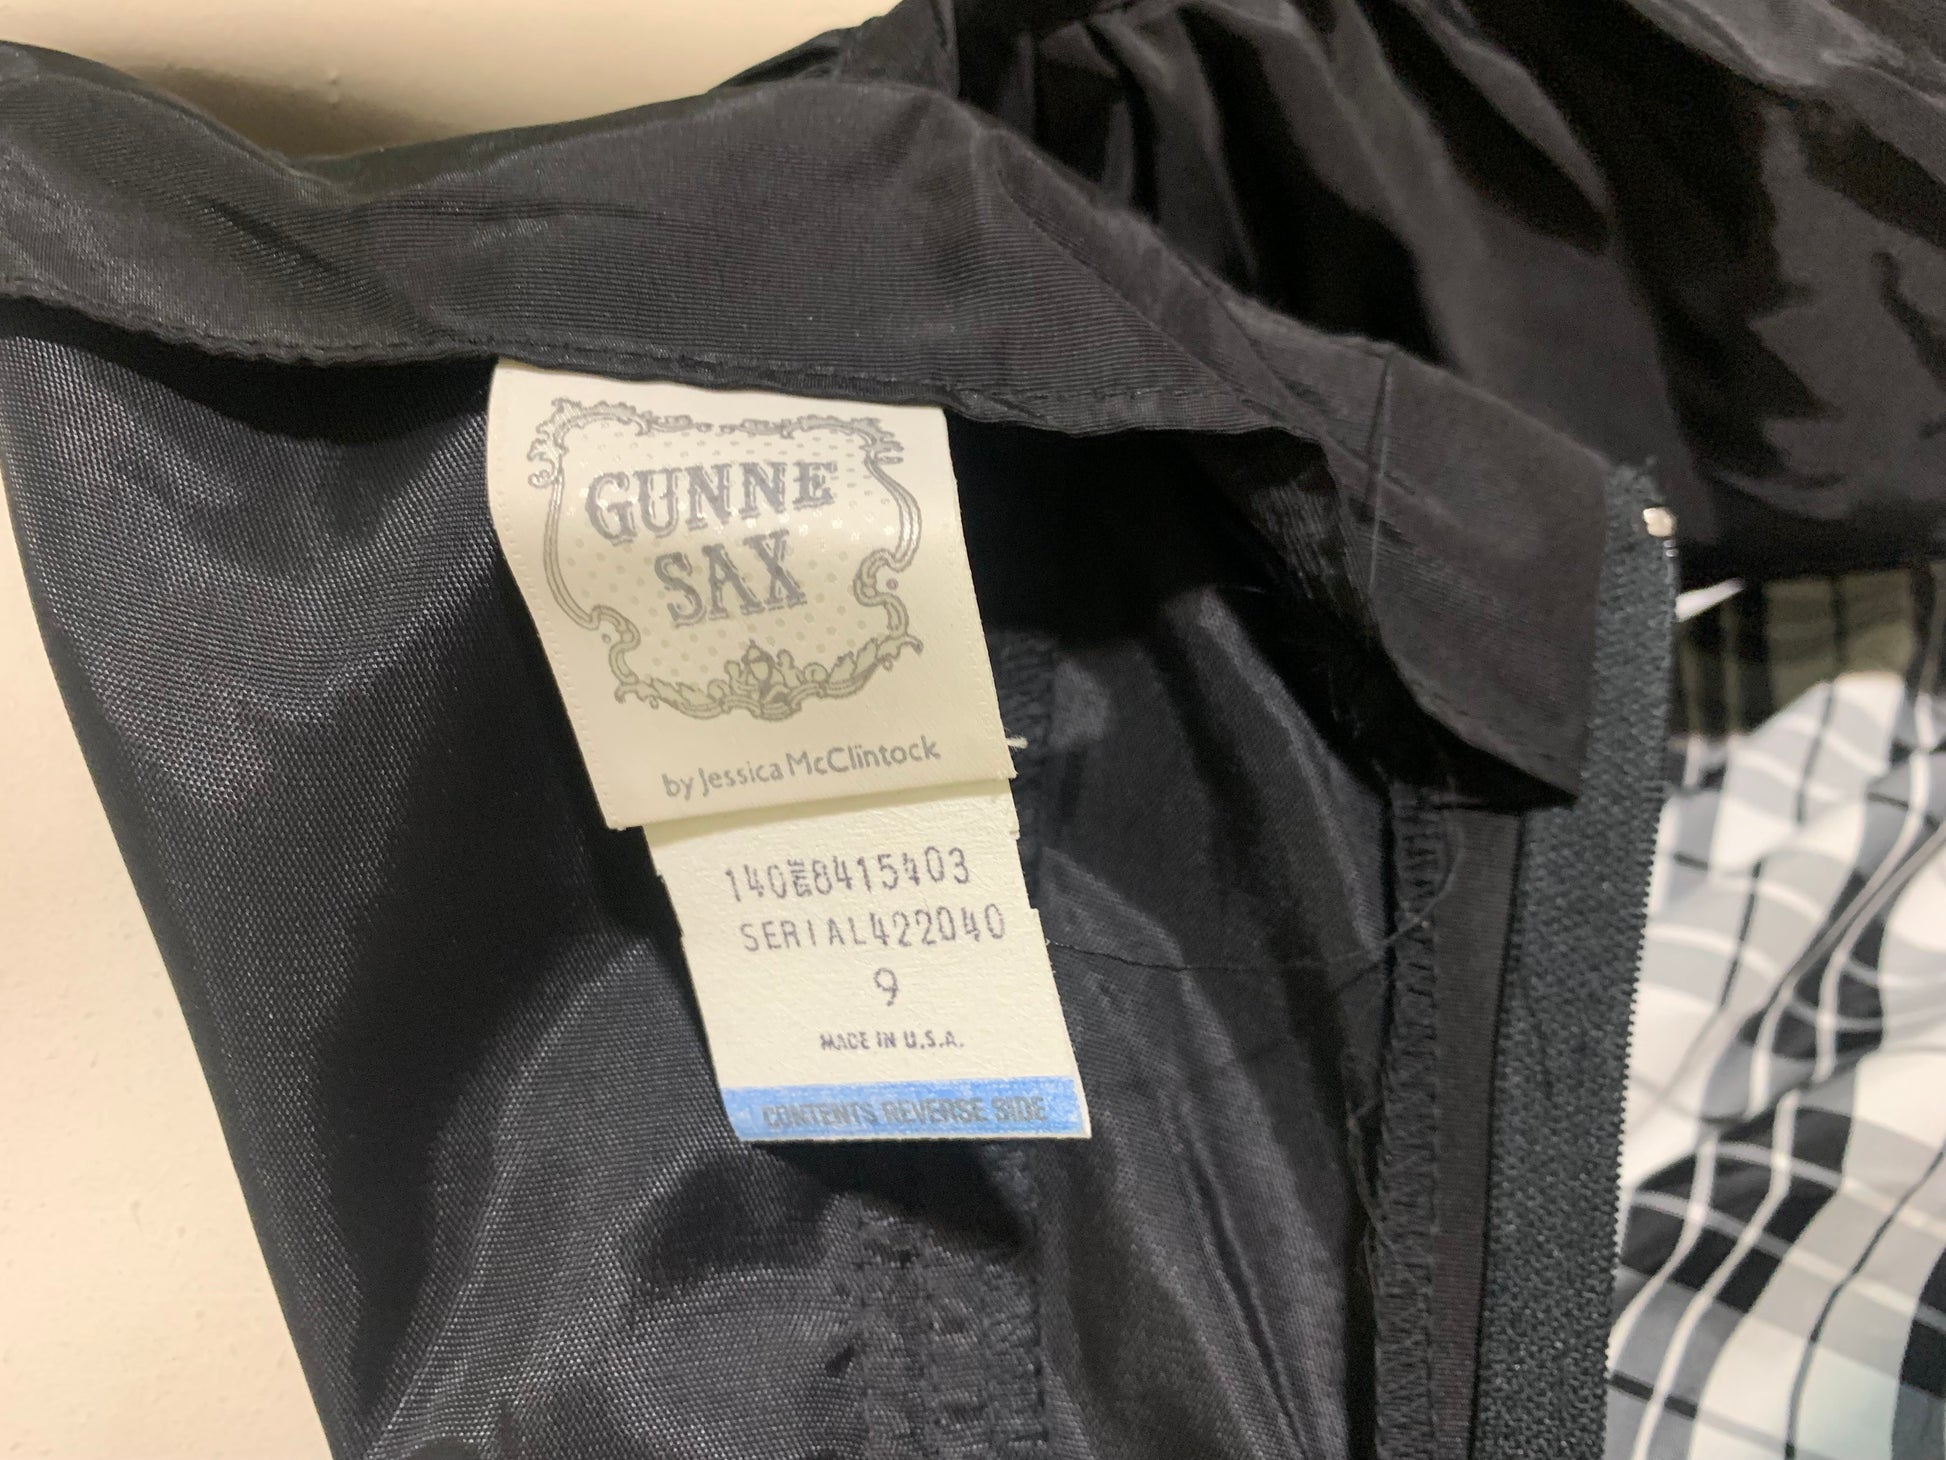 GUNNE
SAX
by Jessica McClintock
140 8415403
SERIAL422040
9
MADE IN U.S.A.
CONTENTS REVERSE SIDE